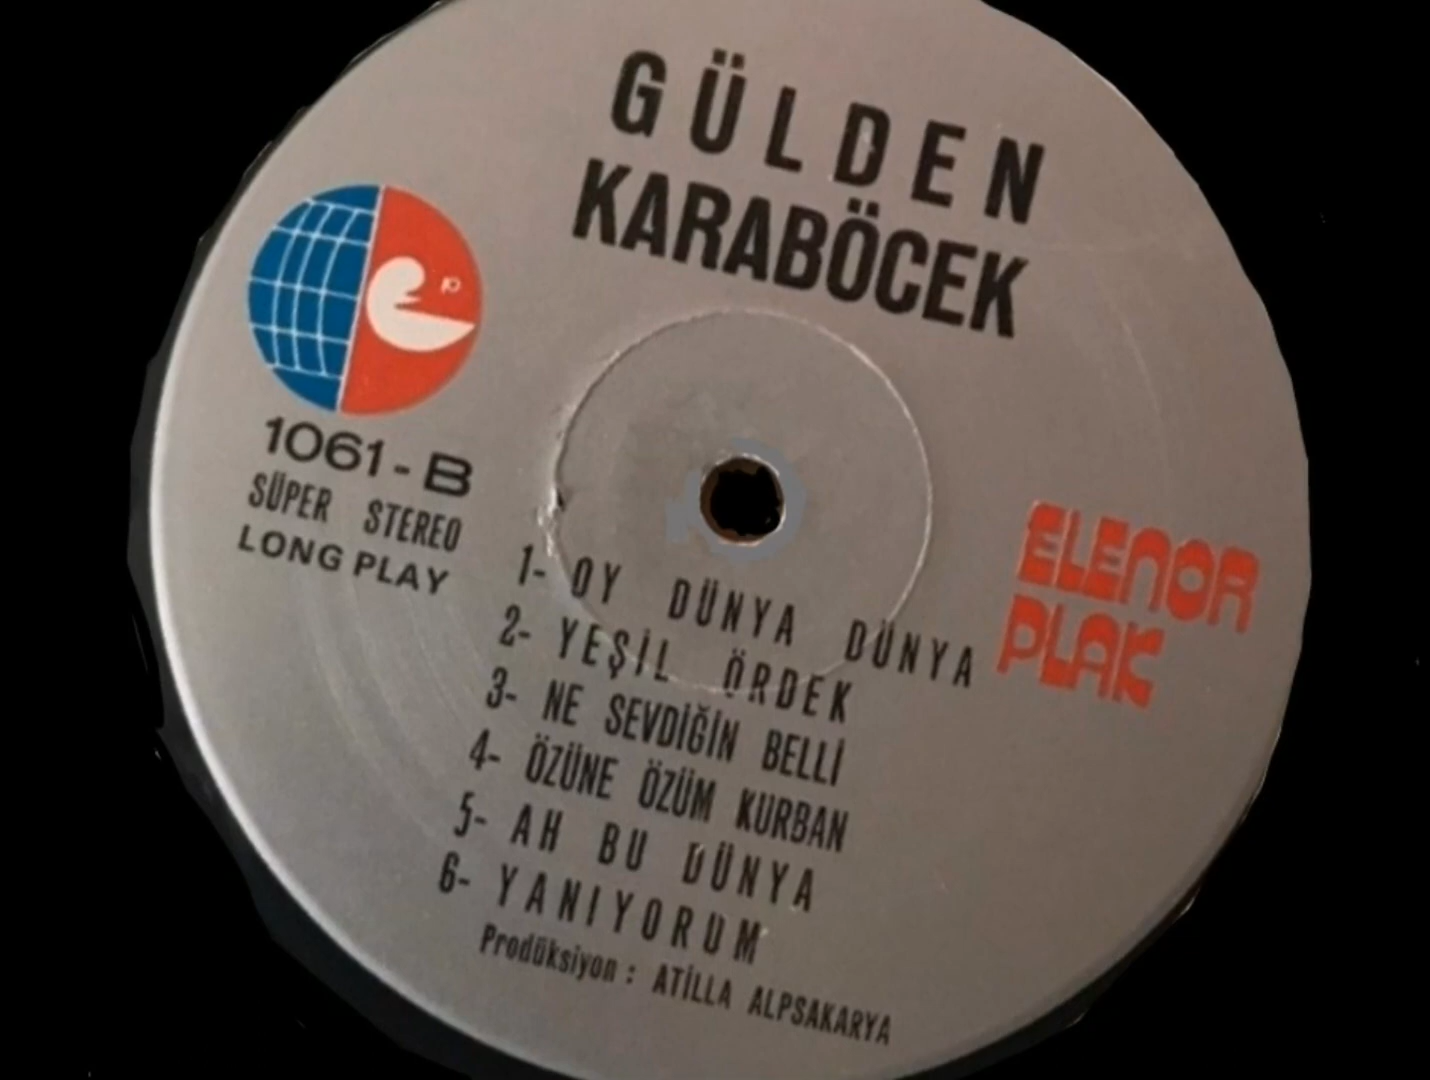 GÜLDEN
KARABÖCEK
1061-B
SÜPER STEREO
LONG PLAY
ELENOR
PLAK
1- OY DÜNYA DÜNYA
2- YEŞİL ÖRDEK
3- NE SEVDİĞİN BELLİ
4- ÖZÜNE ÖZÜM KURBAN
5- AH BU DÜNYA
6- YANIYORUM
Prodüksiyon : ATİLLA ALPSAKARYA